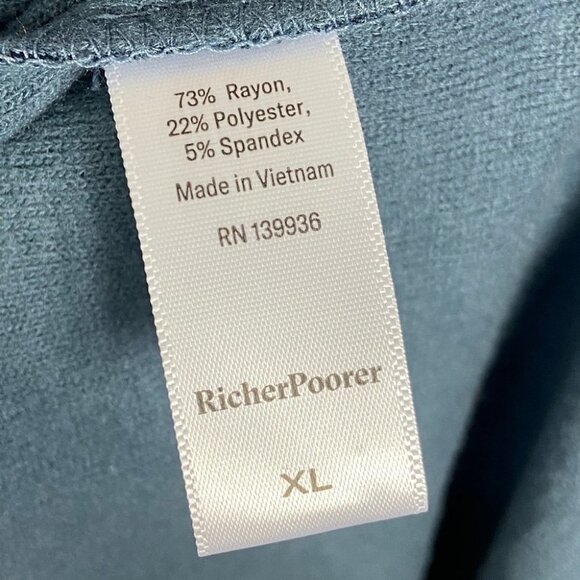 73% Rayon,
22% Polyester,
5% Spandex
Made in Vietnam
RN 139936
RicherPoorer
XL